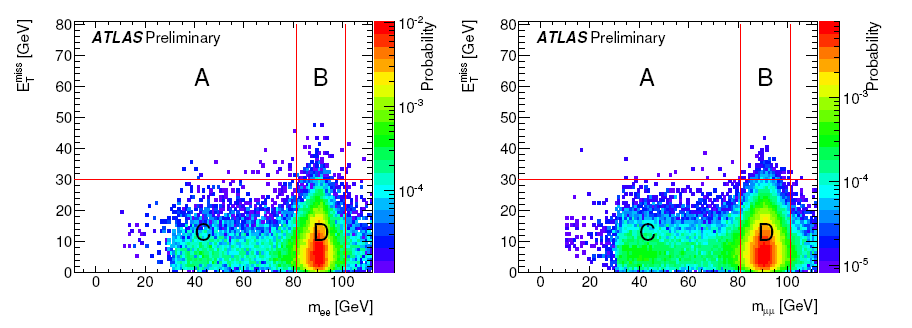 ATLAS Preliminary
E_T^miss [GeV]
80
70
60
50
40
30
20
10
0
A
B
C
D
0 20 40 60 80 100
m_ee [GeV]
Probability
10^-2
10^-3
10^-4
ATLAS Preliminary
E_T^miss [GeV]
80
70
60
50
40
30
20
10
0
A
B
C
D
0 20 40 60 80 100
m_μμ [GeV]
Probability
10^-3
10^-4
10^-5